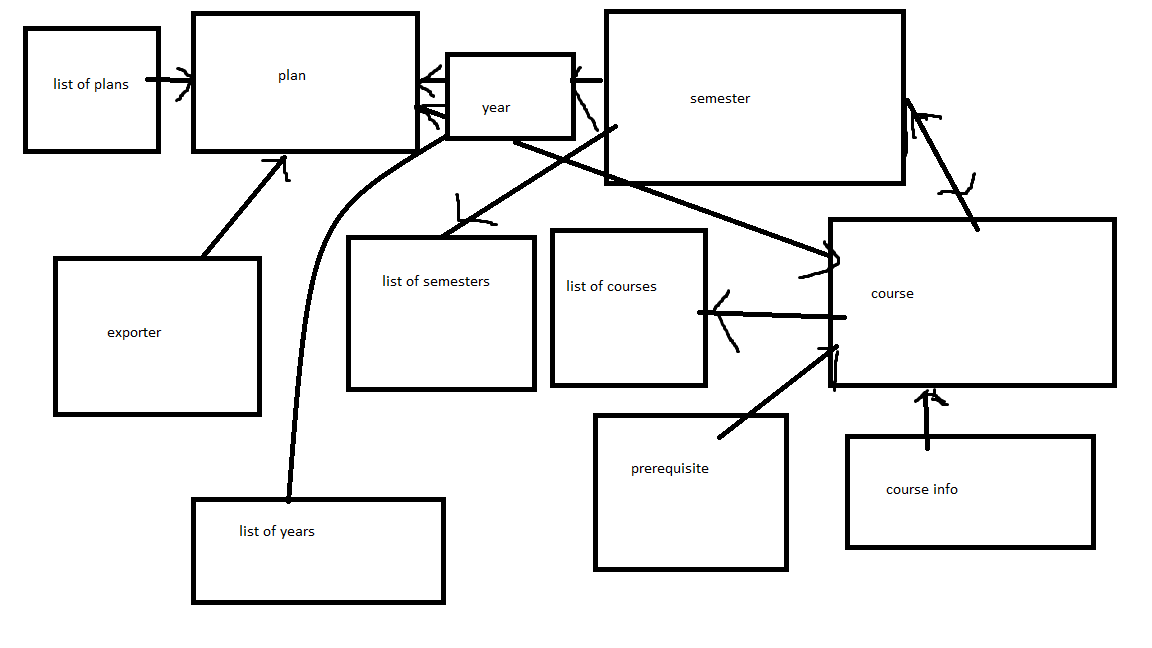 list of plans
plan
year
semester
list of semesters
list of courses
course
exporter
prerequisite
course info
list of years